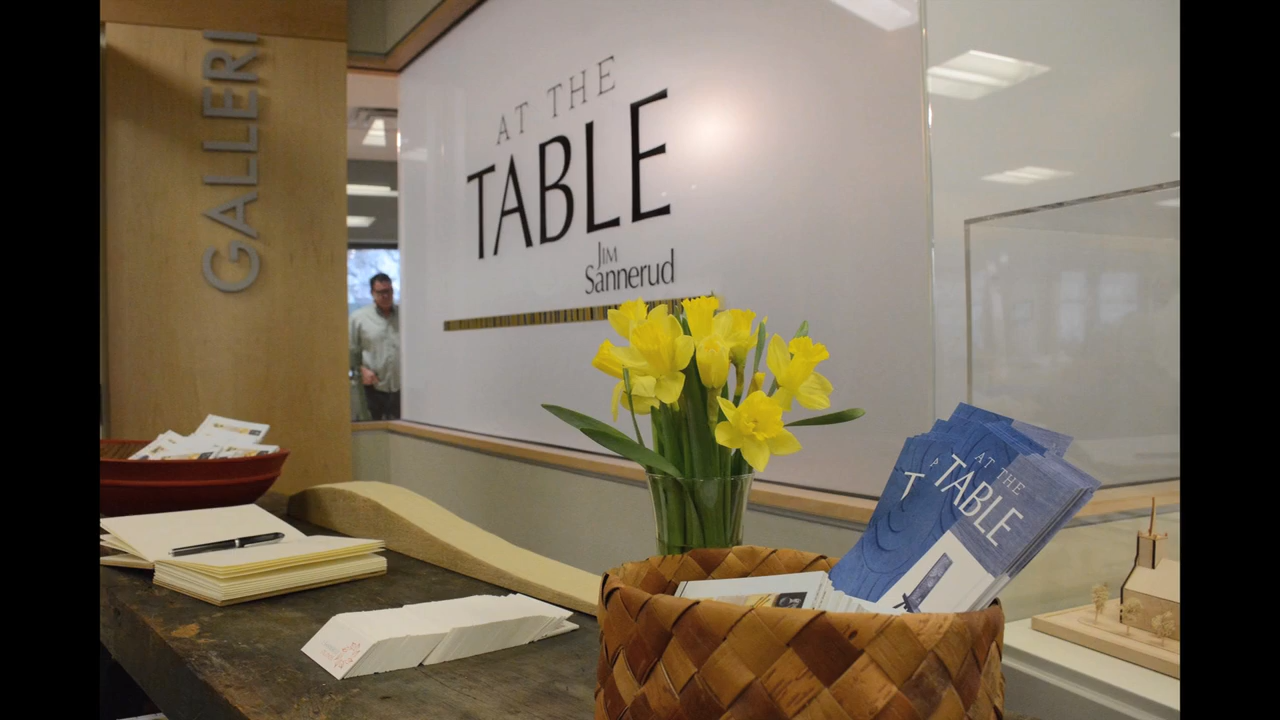 GALLERI
AT THE
TABLE
JIM
Sannerud
AT THE
TABLE
T